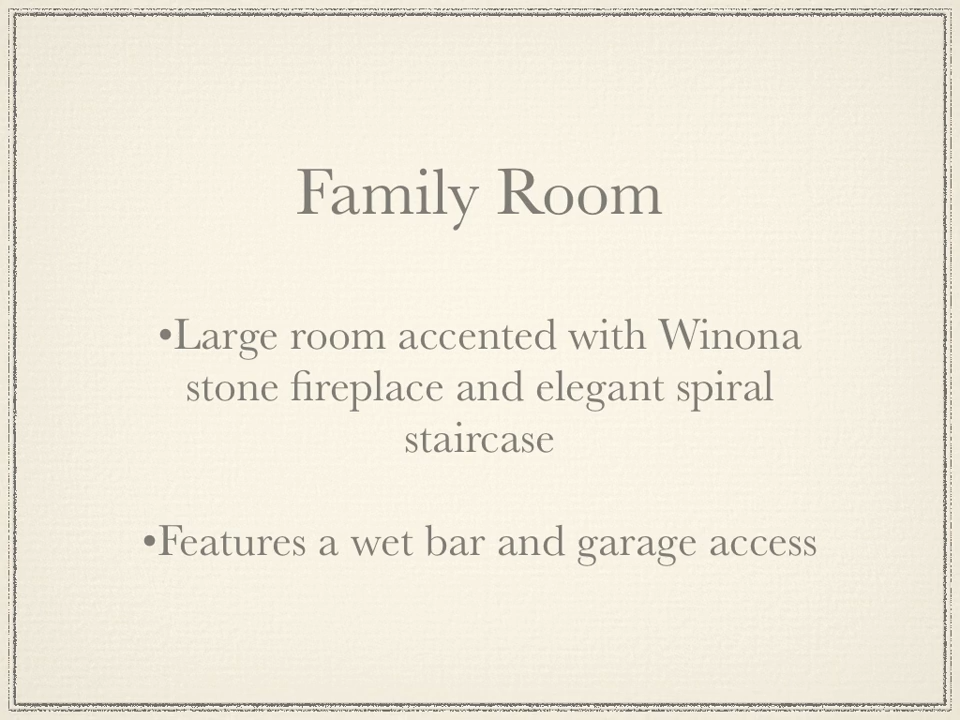 Family Room
•Large room accented with Winona
stone fireplace and elegant spiral
staircase
•Features a wet bar and garage access